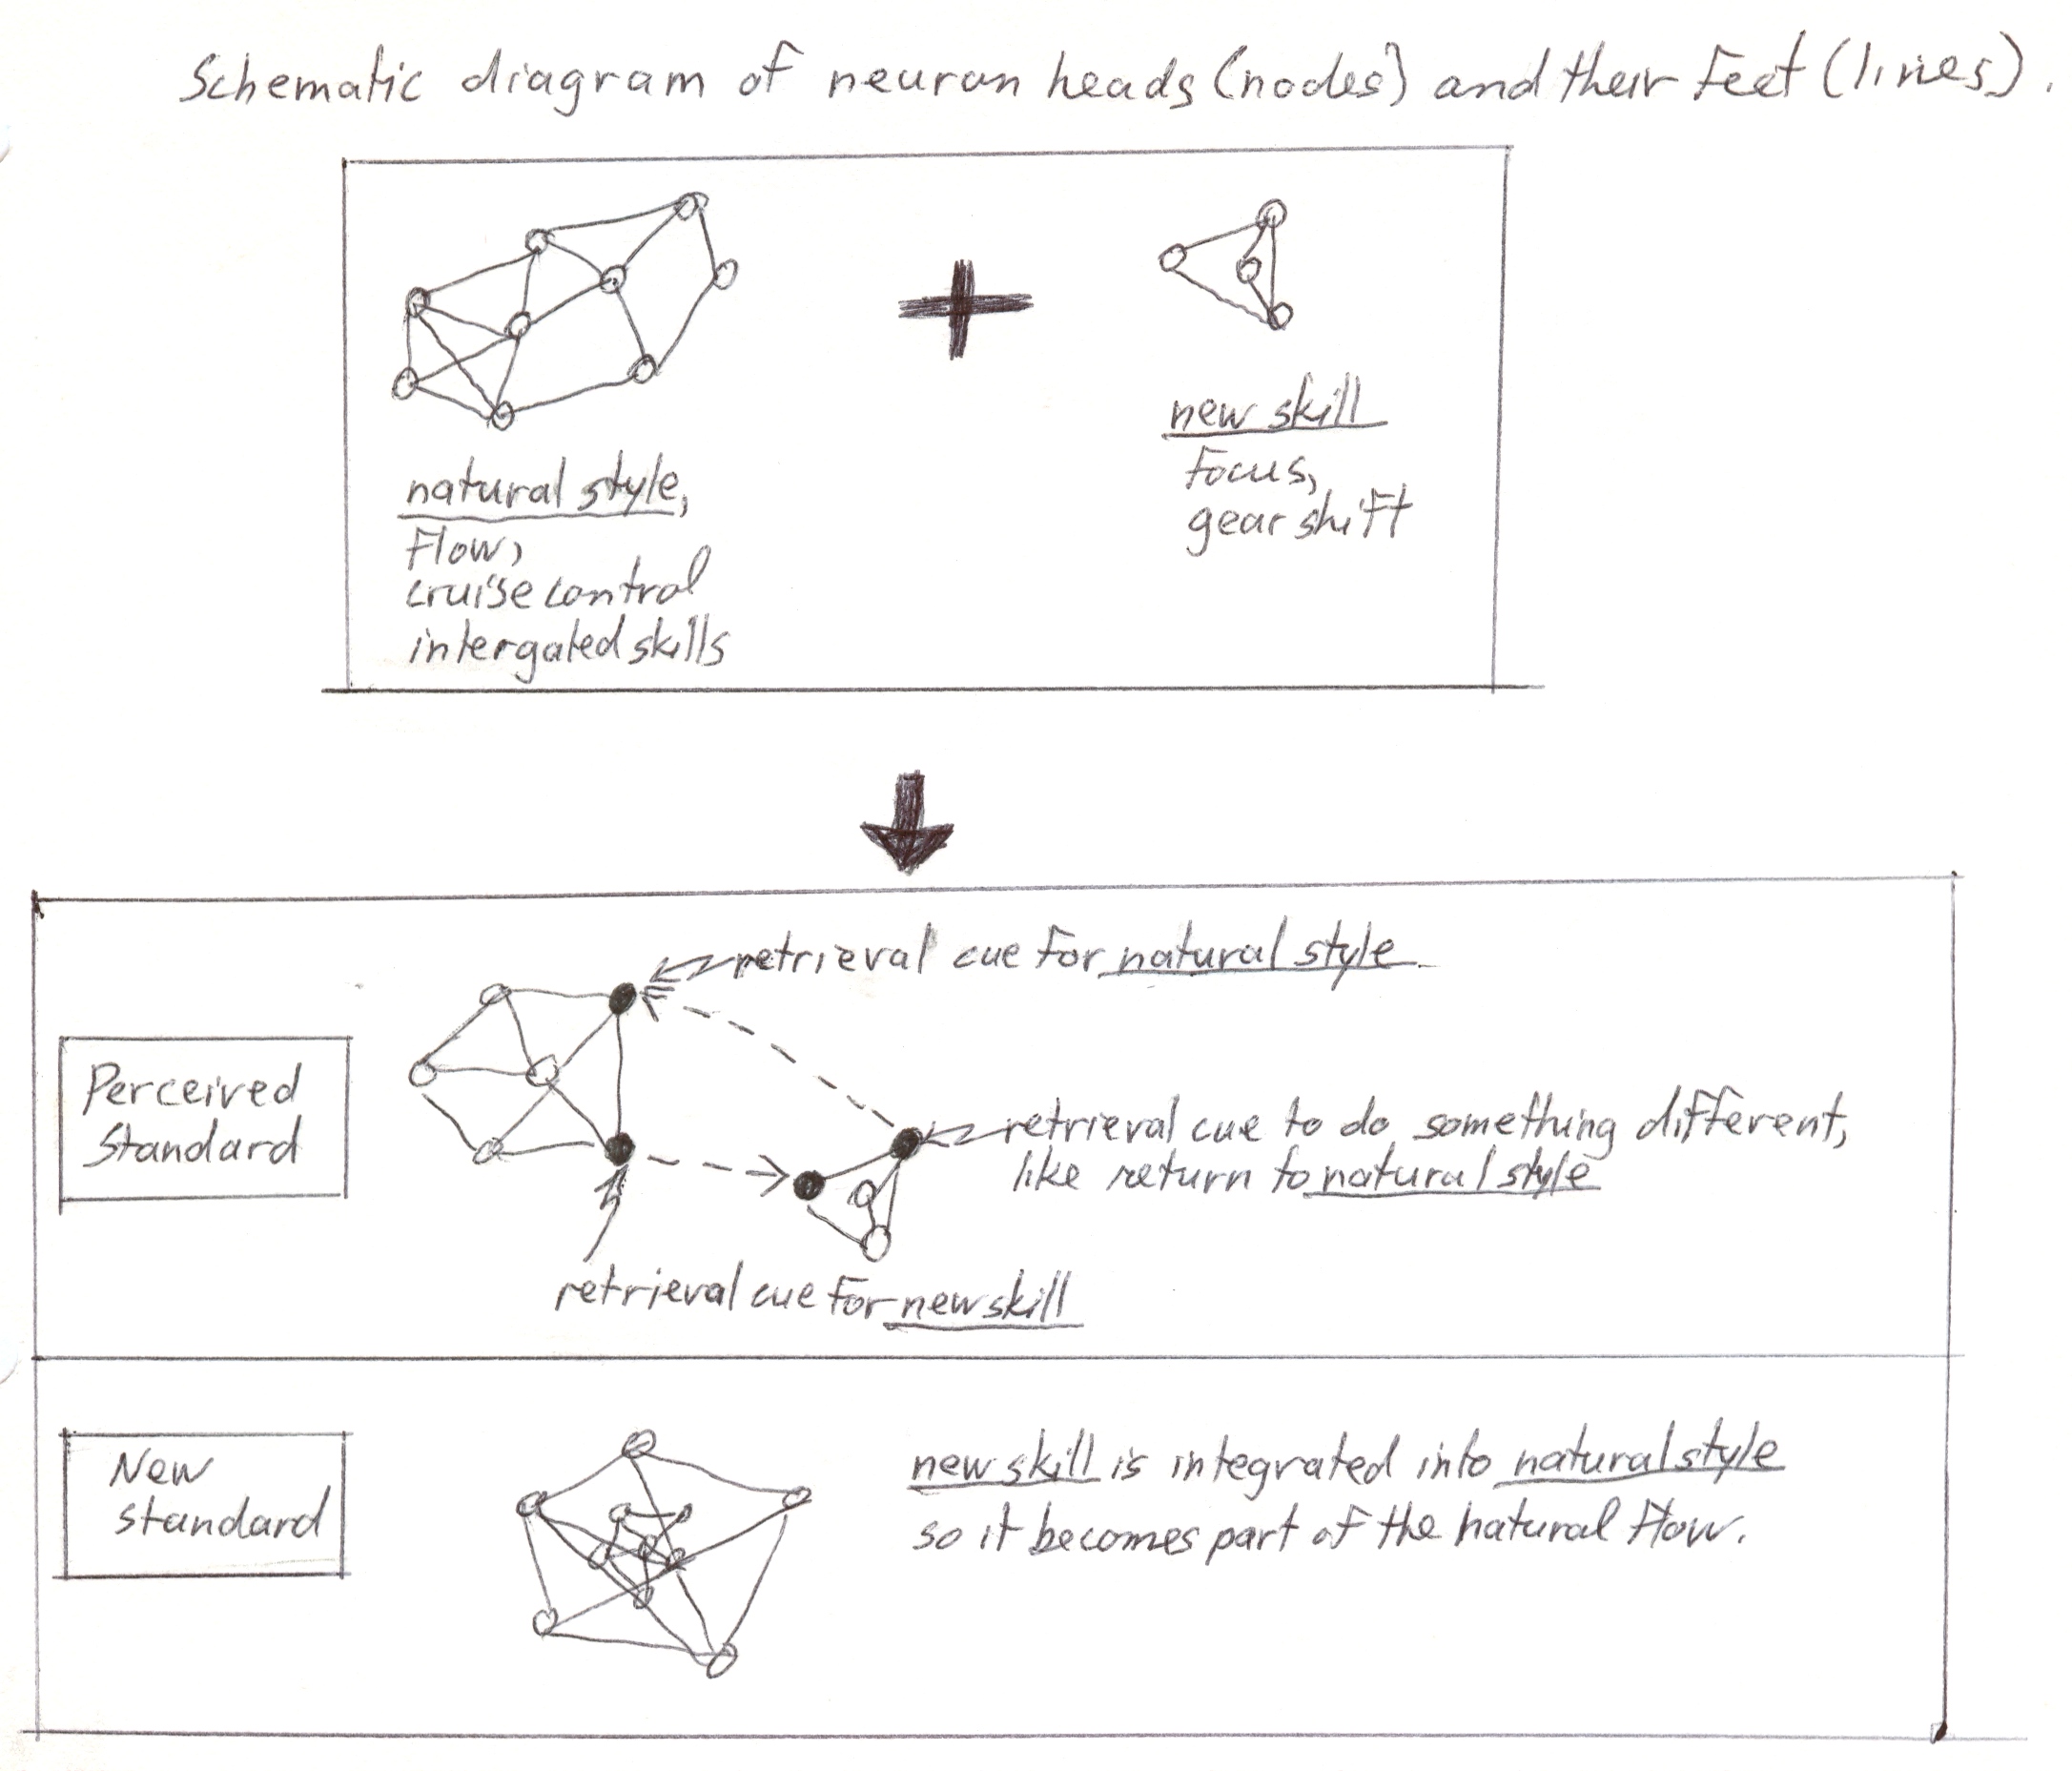 Schematic diagram of neuron heads (nodes) and their feet (lines).
natural style,
flow,
cruise control
intergated skills
new skill
focus,
gear shift
retrieval cue for natural style
Perceived
standard
retrieval cue to do something different,
like return to natural style
retrieval cue for new skill
New
standard
new skill is integrated into natural style
so it becomes part of the natural flow.